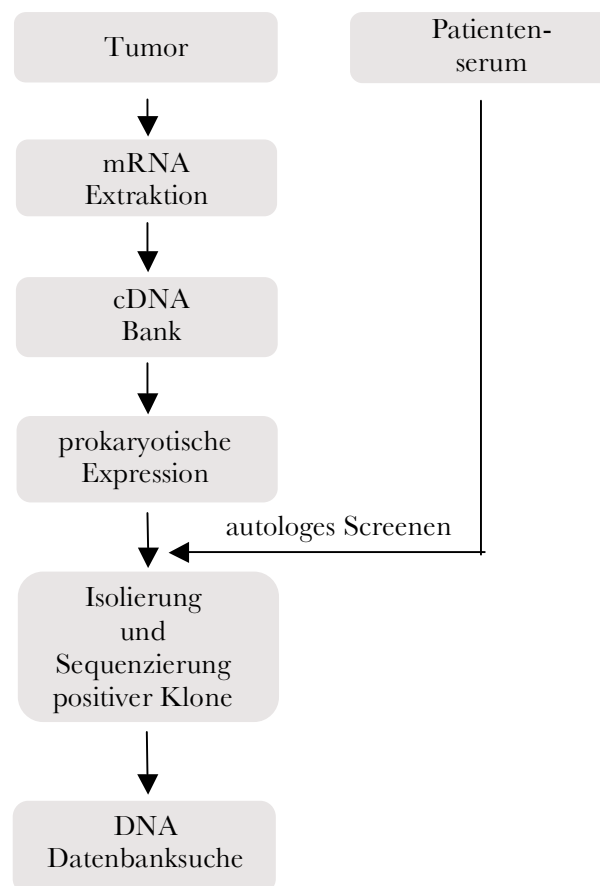 Tumor
Patienten-
serum
mRNA
Extraktion
cDNA
Bank
prokaryotische
Expression
autologes Screenen
Isolierung
und
Sequenzierung
positiver Klone
DNA
Datenbanksuche